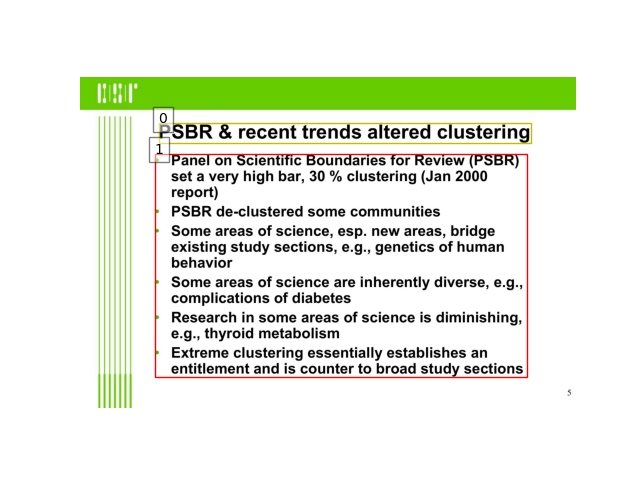 0
PSBR & recent trends altered clustering
1
• Panel on Scientific Boundaries for Review (PSBR)
set a very high bar, 30 % clustering (Jan 2000
report)
• PSBR de-clustered some communities
• Some areas of science, esp. new areas, bridge
existing study sections, e.g., genetics of human
behavior
• Some areas of science are inherently diverse, e.g.,
complications of diabetes
• Research in some areas of science is diminishing,
e.g., thyroid metabolism
• Extreme clustering essentially establishes an
entitlement and is counter to broad study sections
5